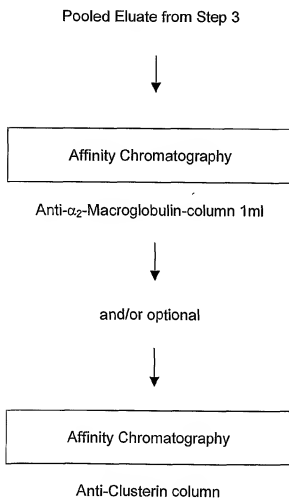 Pooled Eluate from Step 3
Affinity Chromatography
Anti-α₂-Macroglobulin-column 1ml
and/or optional
Affinity Chromatography
Anti-Clusterin column